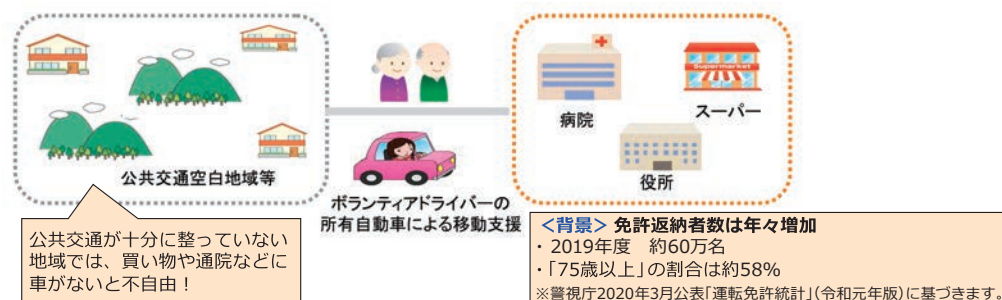 Supermarket
病院
スーパー
役所
公共交通空白地域等
ボランティアドライバーの
所有自動車による移動支援
公共交通が十分に整っていない
地域では、買い物や通院などに
車がないと不自由！
＜背景＞ 免許返納者数は年々増加
・2019年度　約60万名
・「75歳以上」の割合は約58%
※警視庁2020年3月公表「運転免許統計」（令和元年版）に基づきます。